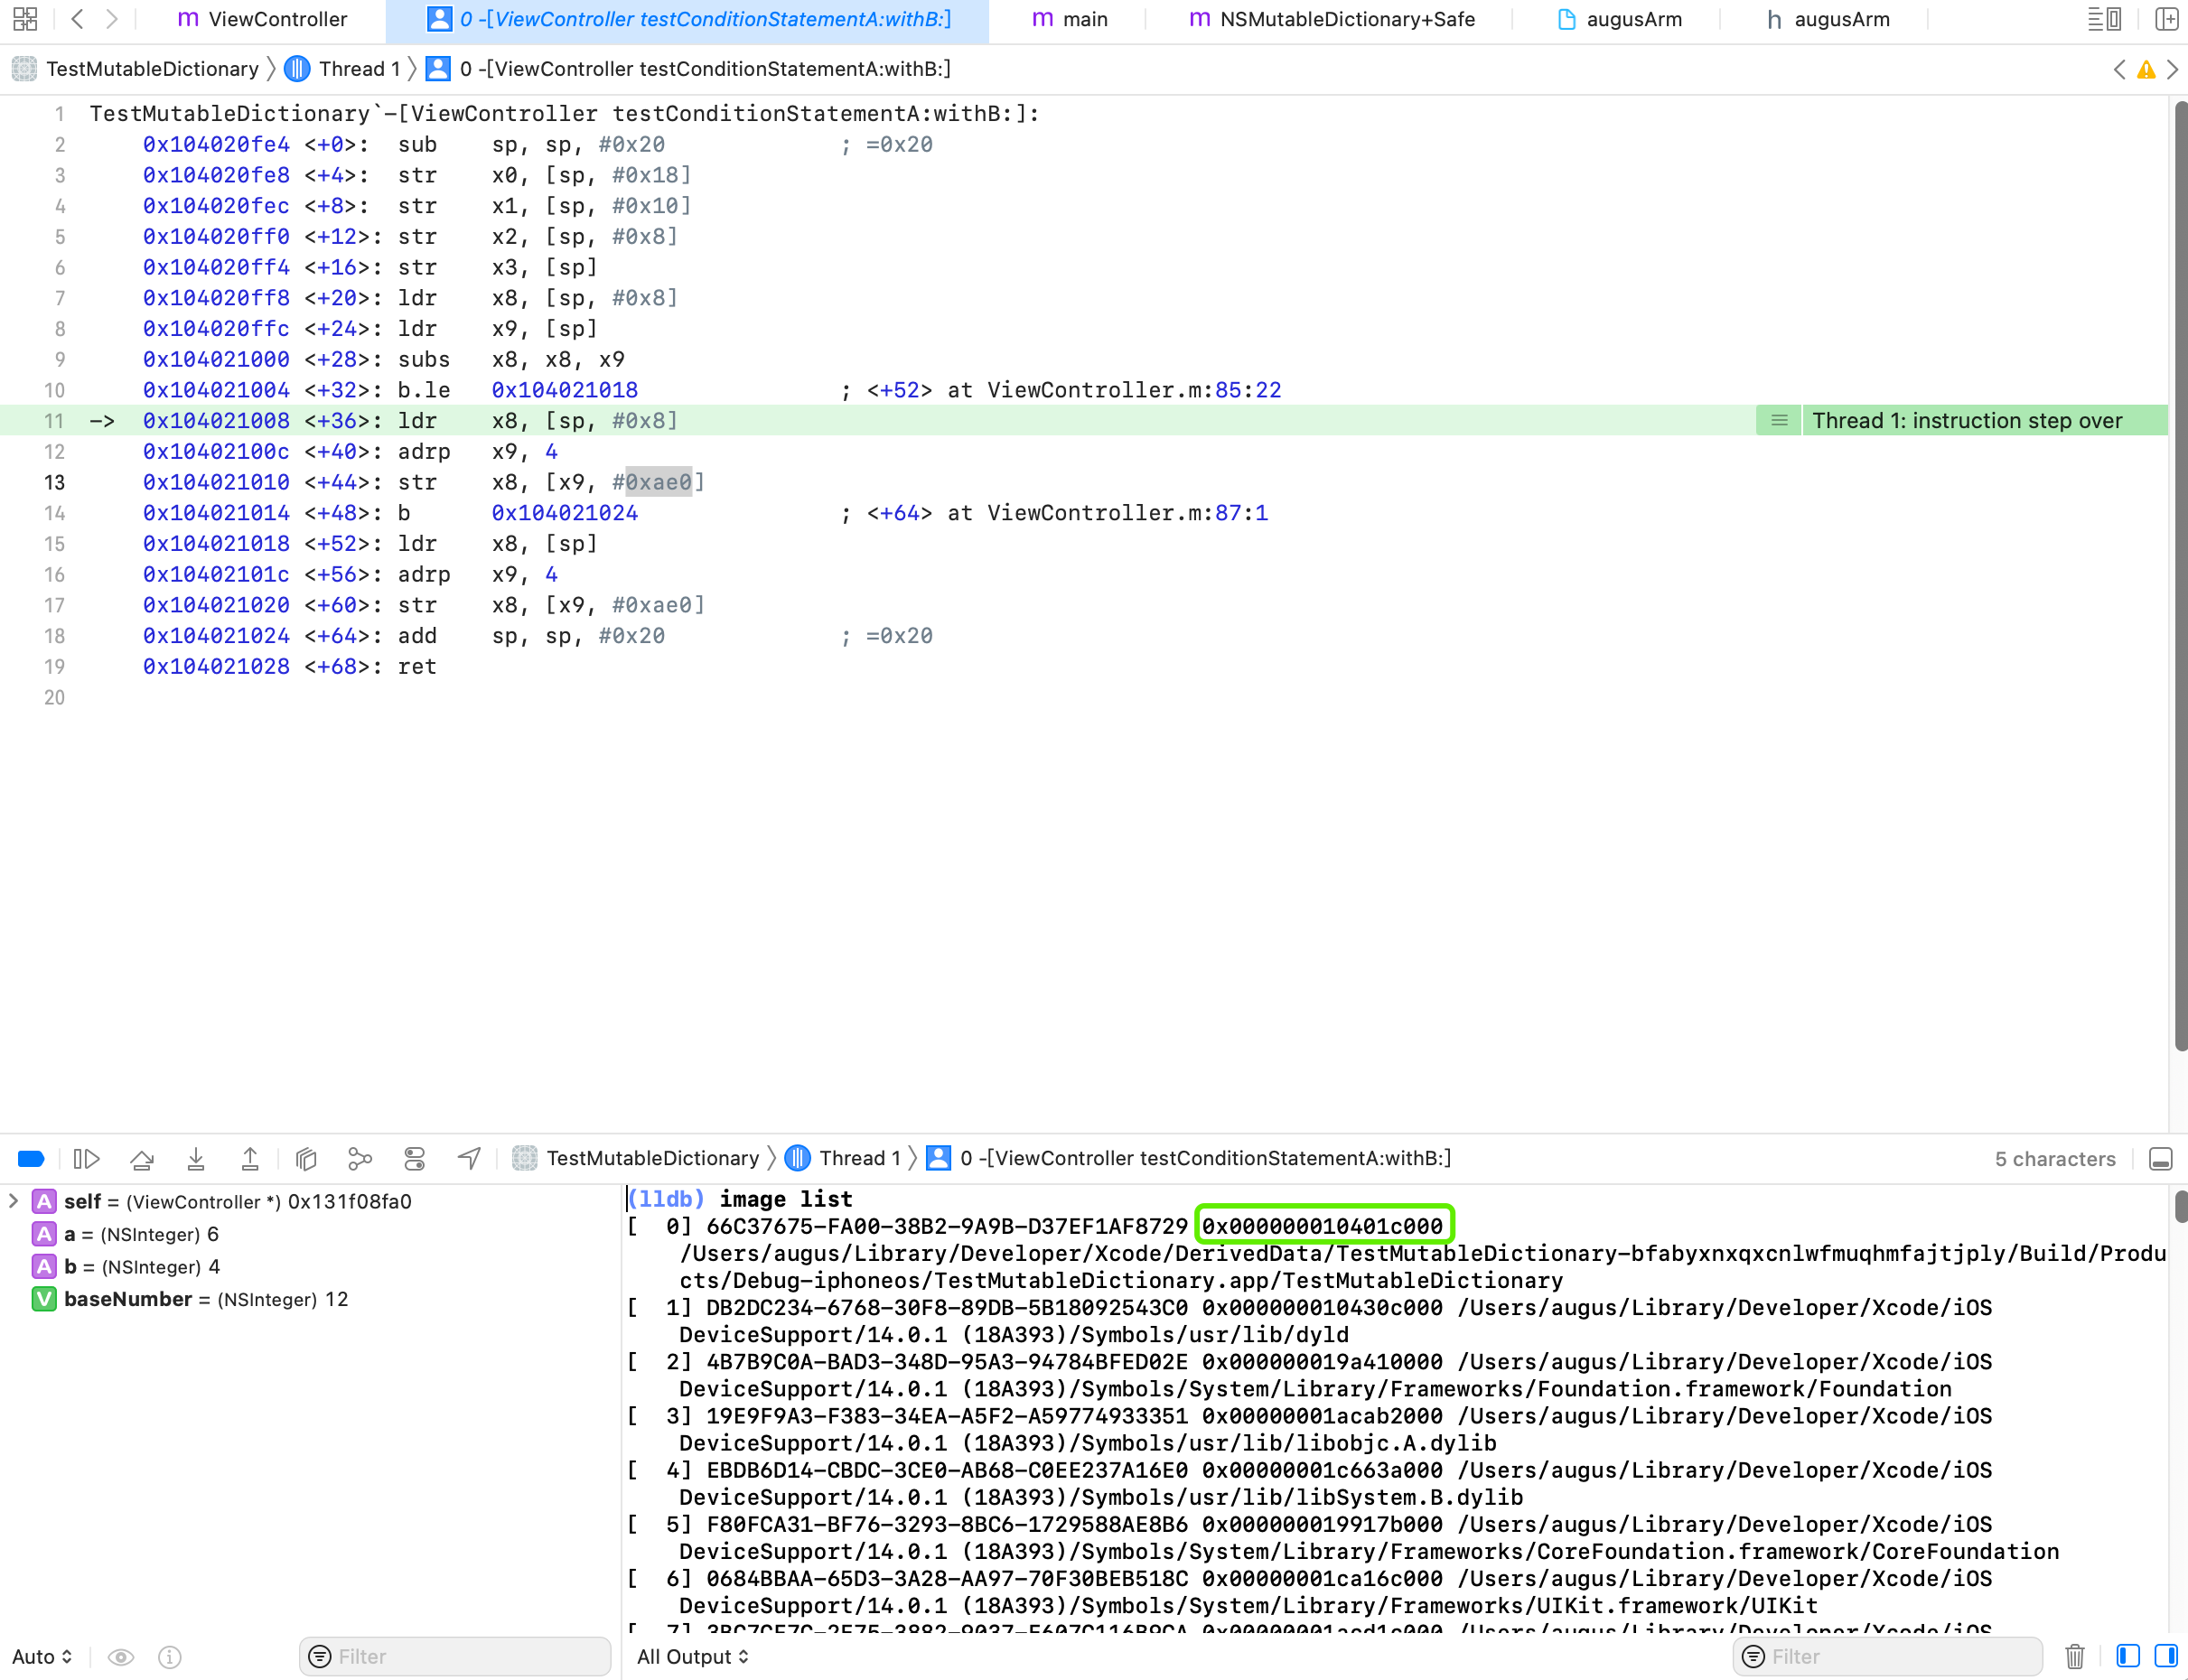 ViewController 0 -[ViewController testConditionStatementA:withB:] main NSMutableDictionary+Safe augusArm h augusArm
TestMutableDictionary Thread 1 0 -[ViewController testConditionStatementA:withB:]
1 TestMutableDictionary`-[ViewController testConditionStatementA:withB:]:
2 0x104020fe4 <+0>: sub sp, sp, #0x20 ; =0x20
3 0x104020fe8 <+4>: str x0, [sp, #0x18]
4 0x104020fec <+8>: str x1, [sp, #0x10]
5 0x104020ff0 <+12>: str x2, [sp, #0x8]
6 0x104020ff4 <+16>: str x3, [sp]
7 0x104020ff8 <+20>: ldr x8, [sp, #0x8]
8 0x104020ffc <+24>: ldr x9, [sp]
9 0x104021000 <+28>: subs x8, x8, x9
10 0x104021004 <+32>: b.le 0x104021018 ; <+52> at ViewController.m:85:22
11 -> 0x104021008 <+36>: ldr x8, [sp, #0x8] Thread 1: instruction step over
12 0x10402100c <+40>: adrp x9, 4
13 0x104021010 <+44>: str x8, [x9, #0xae0]
14 0x104021014 <+48>: b 0x104021024 ; <+64> at ViewController.m:87:1
15 0x104021018 <+52>: ldr x8, [sp]
16 0x10402101c <+56>: adrp x9, 4
17 0x104021020 <+60>: str x8, [x9, #0xae0]
18 0x104021024 <+64>: add sp, sp, #0x20 ; =0x20
19 0x104021028 <+68>: ret
20
TestMutableDictionary Thread 1 0 -[ViewController testConditionStatementA:withB:] 5 characters
A self = (ViewController *) 0x131f08fa0
A a = (NSInteger) 6
A b = (NSInteger) 4
V baseNumber = (NSInteger) 12
(lldb) image list
[ 0] 66C37675-FA00-38B2-9A9B-D37EF1AF8729 0x000000010401c000
/Users/augus/Library/Developer/Xcode/DerivedData/TestMutableDictionary-bfabyxnxqxcnlwfmuqhmfajtjply/Build/Produ
cts/Debug-iphoneos/TestMutableDictionary.app/TestMutableDictionary
[ 1] DB2DC234-6768-30F8-89DB-5B18092543C0 0x000000010430c000 /Users/augus/Library/Developer/Xcode/iOS
DeviceSupport/14.0.1 (18A393)/Symbols/usr/lib/dyld
[ 2] 4B7B9C0A-BAD3-348D-95A3-94784BFED02E 0x000000019a410000 /Users/augus/Library/Developer/Xcode/iOS
DeviceSupport/14.0.1 (18A393)/Symbols/System/Library/Frameworks/Foundation.framework/Foundation
[ 3] 19E9F9A3-F383-34EA-A5F2-A59774933351 0x00000001acab2000 /Users/augus/Library/Developer/Xcode/iOS
DeviceSupport/14.0.1 (18A393)/Symbols/usr/lib/libobjc.A.dylib
[ 4] EBDB6D14-CBDC-3CE0-AB68-C0EE237A16E0 0x00000001c663a000 /Users/augus/Library/Developer/Xcode/iOS
DeviceSupport/14.0.1 (18A393)/Symbols/usr/lib/libSystem.B.dylib
[ 5] F80FCA31-BF76-3293-8BC6-1729588AE8B6 0x000000019917b000 /Users/augus/Library/Developer/Xcode/iOS
DeviceSupport/14.0.1 (18A393)/Symbols/System/Library/Frameworks/CoreFoundation.framework/CoreFoundation
[ 6] 0684BBAA-65D3-3A28-AA97-70F30BEB518C 0x00000001ca16c000 /Users/augus/Library/Developer/Xcode/iOS
DeviceSupport/14.0.1 (18A393)/Symbols/System/Library/Frameworks/UIKit.framework/UIKit
Auto Filter All Output Filter